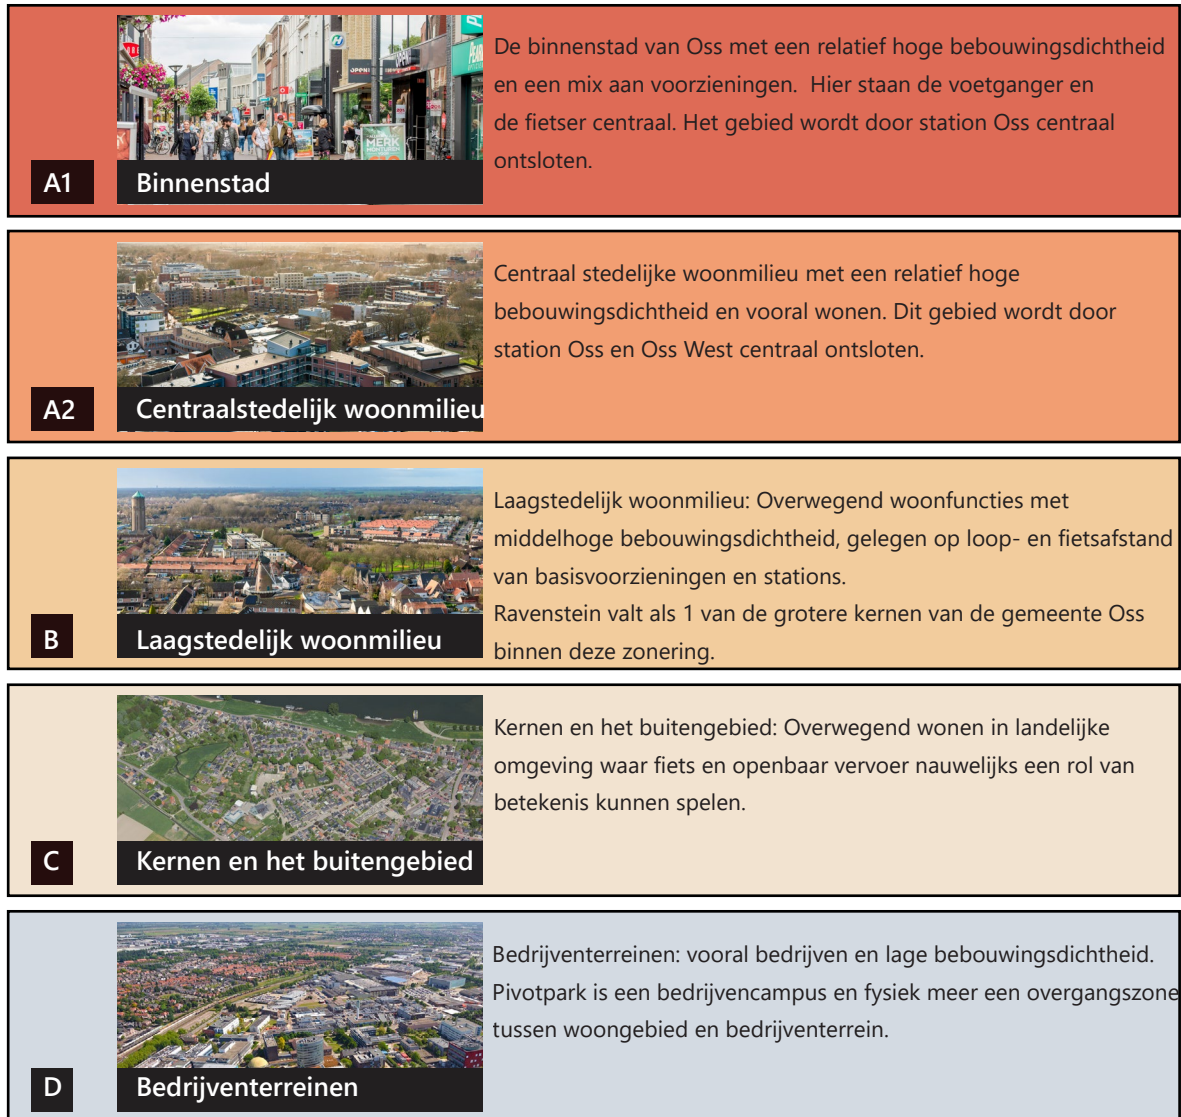 De binnenstad van Oss met een relatief hoge bebouwingsdichtheid
en een mix aan voorzieningen. Hier staan de voetganger en
de fietser centraal. Het gebied wordt door station Oss centraal
ontsloten.
A1
Binnenstad
Centraal stedelijke woonmilieu met een relatief hoge
bebouwingsdichtheid en vooral wonen. Dit gebied wordt door
station Oss en Oss West centraal ontsloten.
A2
Centraalstedelijk woonmilieu
Laagstedelijk woonmilieu: Overwegend woonfuncties met
middelhoge bebouwingsdichtheid, gelegen op loop- en fietsafstand
van basisvoorzieningen en stations.
Ravenstein valt als 1 van de grotere kernen van de gemeente Oss
binnen deze zonering.
B
Laagstedelijk woonmilieu
Kernen en het buitengebied: Overwegend wonen in landelijke
omgeving waar fiets en openbaar vervoer nauwelijks een rol van
betekenis kunnen spelen.
C
Kernen en het buitengebied
Bedrijventerreinen: vooral bedrijven en lage bebouwingsdichtheid.
Pivotpark is een bedrijvencampus en fysiek meer een overgangszone
tussen woongebied en bedrijventerrein.
D
Bedrijventerreinen